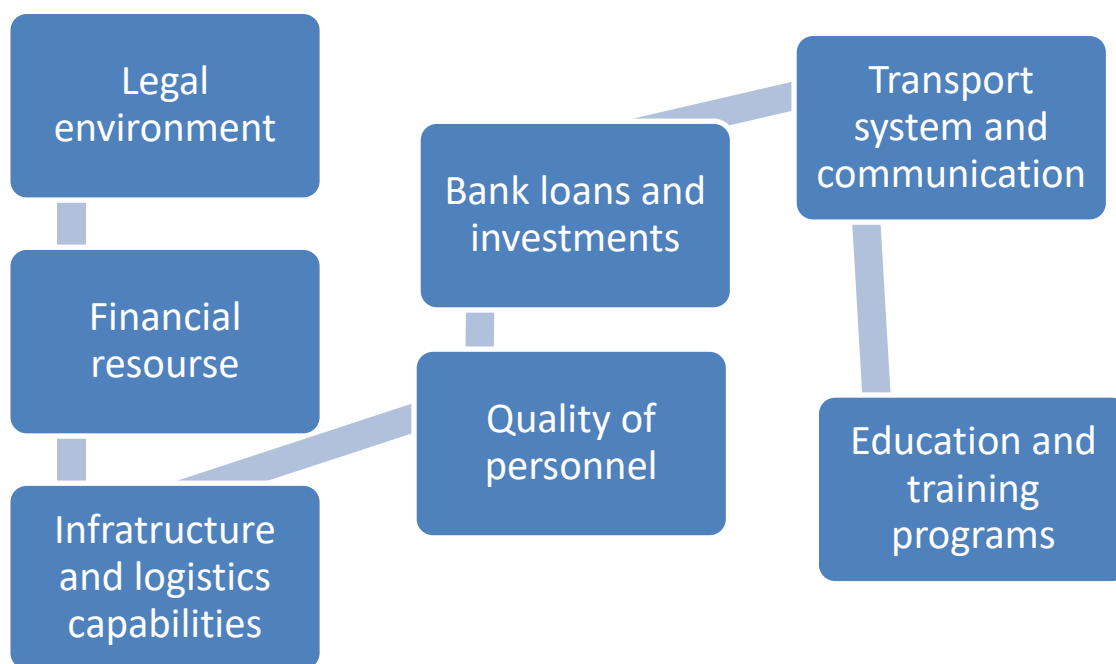 Legal
environment
Financial
resourse
Infratructure
and logistics
capabilities
Quality of
personnel
Bank loans and
investments
Transport
system and
communication
Education and
training
programs